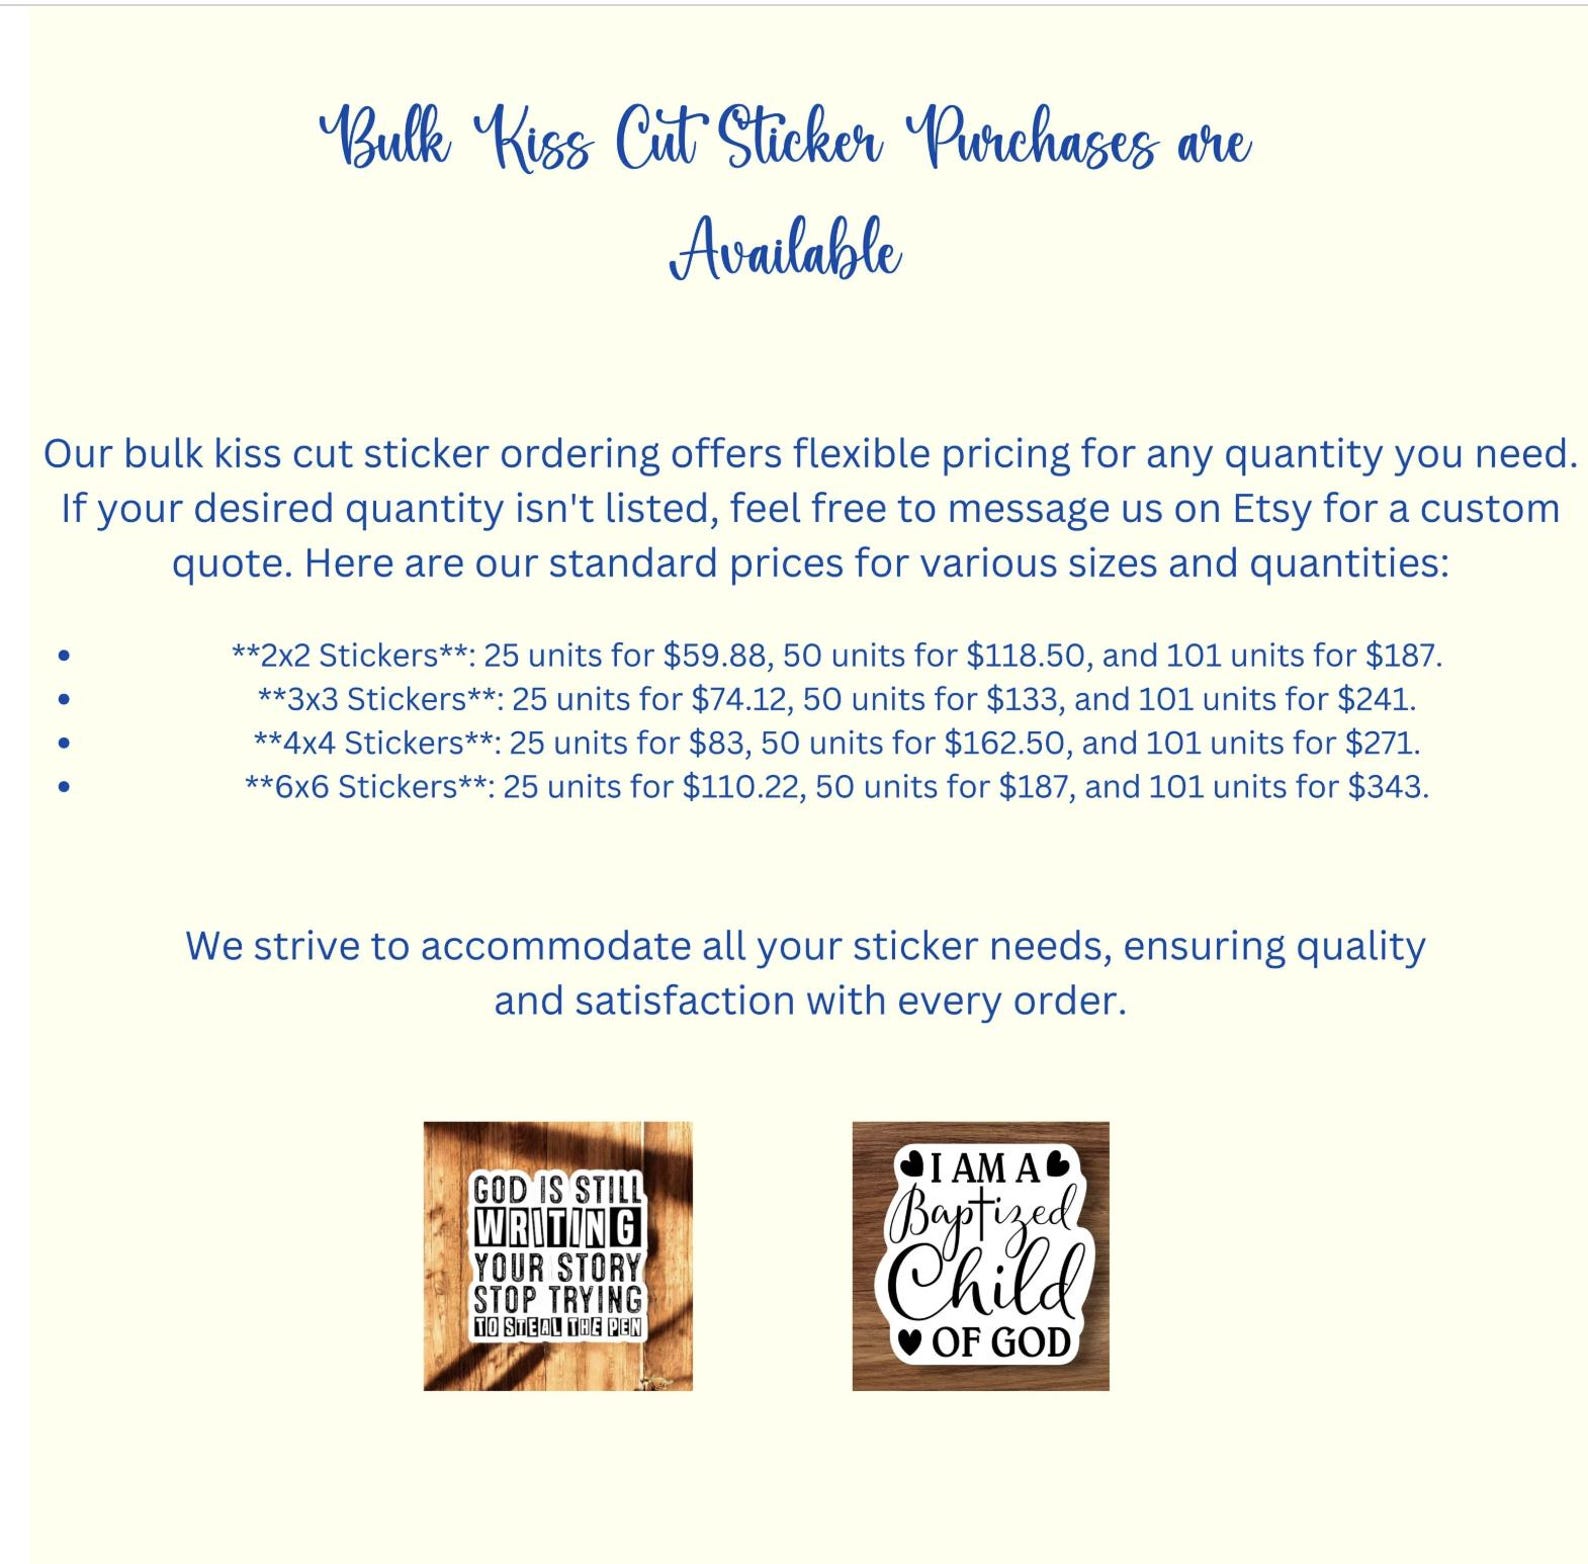 Bulk Kiss Cut Sticker Purchases are
Available
Our bulk kiss cut sticker ordering offers flexible pricing for any quantity you need.
If your desired quantity isn't listed, feel free to message us on Etsy for a custom
quote. Here are our standard prices for various sizes and quantities:
• **2x2 Stickers**: 25 units for $59.88, 50 units for $118.50, and 101 units for $187.
• **3x3 Stickers**: 25 units for $74.12, 50 units for $133, and 101 units for $241.
• **4x4 Stickers**: 25 units for $83, 50 units for $162.50, and 101 units for $271.
• **6x6 Stickers**: 25 units for $110.22, 50 units for $187, and 101 units for $343.
We strive to accommodate all your sticker needs, ensuring quality
and satisfaction with every order.
GOD IS STILL
WRITING
YOUR STORY
STOP TRYING
TO STEAL THE PEN
I AM A
Baptized
Child
OF GOD